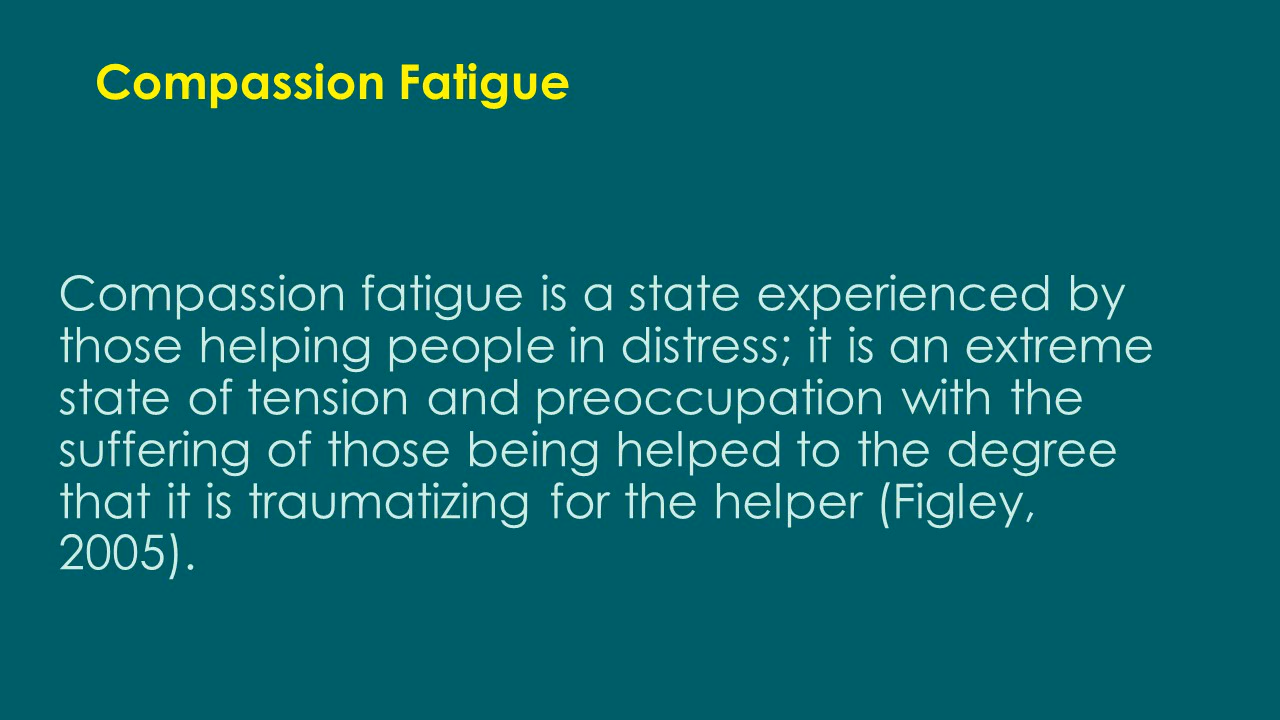 Compassion Fatigue
Compassion fatigue is a state experienced by
those helping people in distress; it is an extreme
state of tension and preoccupation with the
suffering of those being helped to the degree
that it is traumatizing for the helper (Figley,
2005).